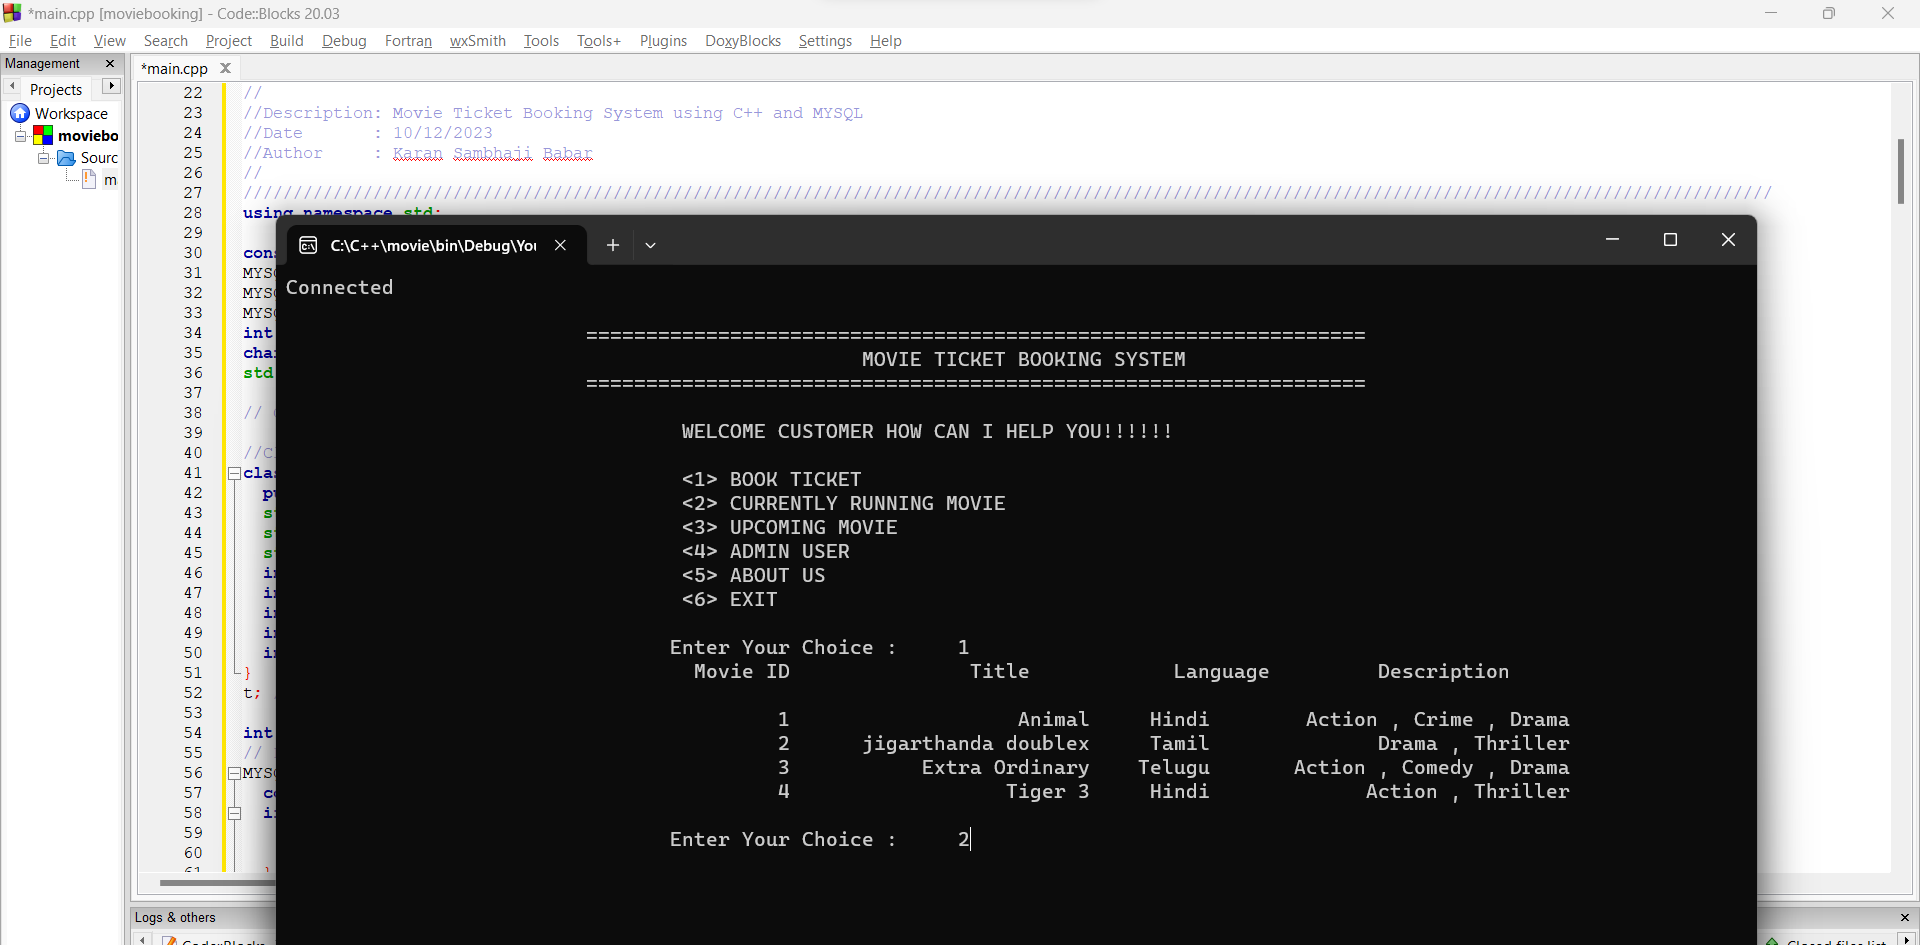 *main.cpp [moviebooking] - Code::Blocks 20.03
File Edit View Search Project Build Debug Fortran wxSmith Tools Tools+ Plugins DoxyBlocks Settings Help
Management
*main.cpp
Projects
Workspace
moviebo
Sourc
m
22 //
23 //Description: Movie Ticket Booking System using C++ and MYSQL
24 //Date : 10/12/2023
25 //Author : Karan Sambhaji Babar
26 //
27 /////////////////////////////////////////////////////////////////////////////////////////////////////////////////////////////////////////////////////////
28 using namespace std;
29
30 con
31 MYS
32 MYS
33 MYS
34 int
35 cha
36 std
37
38 //
39
40 //C
41 cla
42 p
43 s
44 s
45 s
46 i
47 i
48 i
49 i
50 i
51 }
52 t;
53
54 int
55 //
56 MYS
57 c
58 i
59
60
61
C:\C++\movie\bin\Debug\You
Connected
=================================================================
MOVIE TICKET BOOKING SYSTEM
=================================================================
WELCOME CUSTOMER HOW CAN I HELP YOU!!!!!!
<1> BOOK TICKET
<2> CURRENTLY RUNNING MOVIE
<3> UPCOMING MOVIE
<4> ADMIN USER
<5> ABOUT US
<6> EXIT
Enter Your Choice : 1
Movie ID Title Language Description
1 Animal Hindi Action , Crime , Drama
2 jigarthanda doublex Tamil Drama , Thriller
3 Extra Ordinary Telugu Action , Comedy , Drama
4 Tiger 3 Hindi Action , Thriller
Enter Your Choice : 2
Logs & others
Code::Blocks
Closed files list